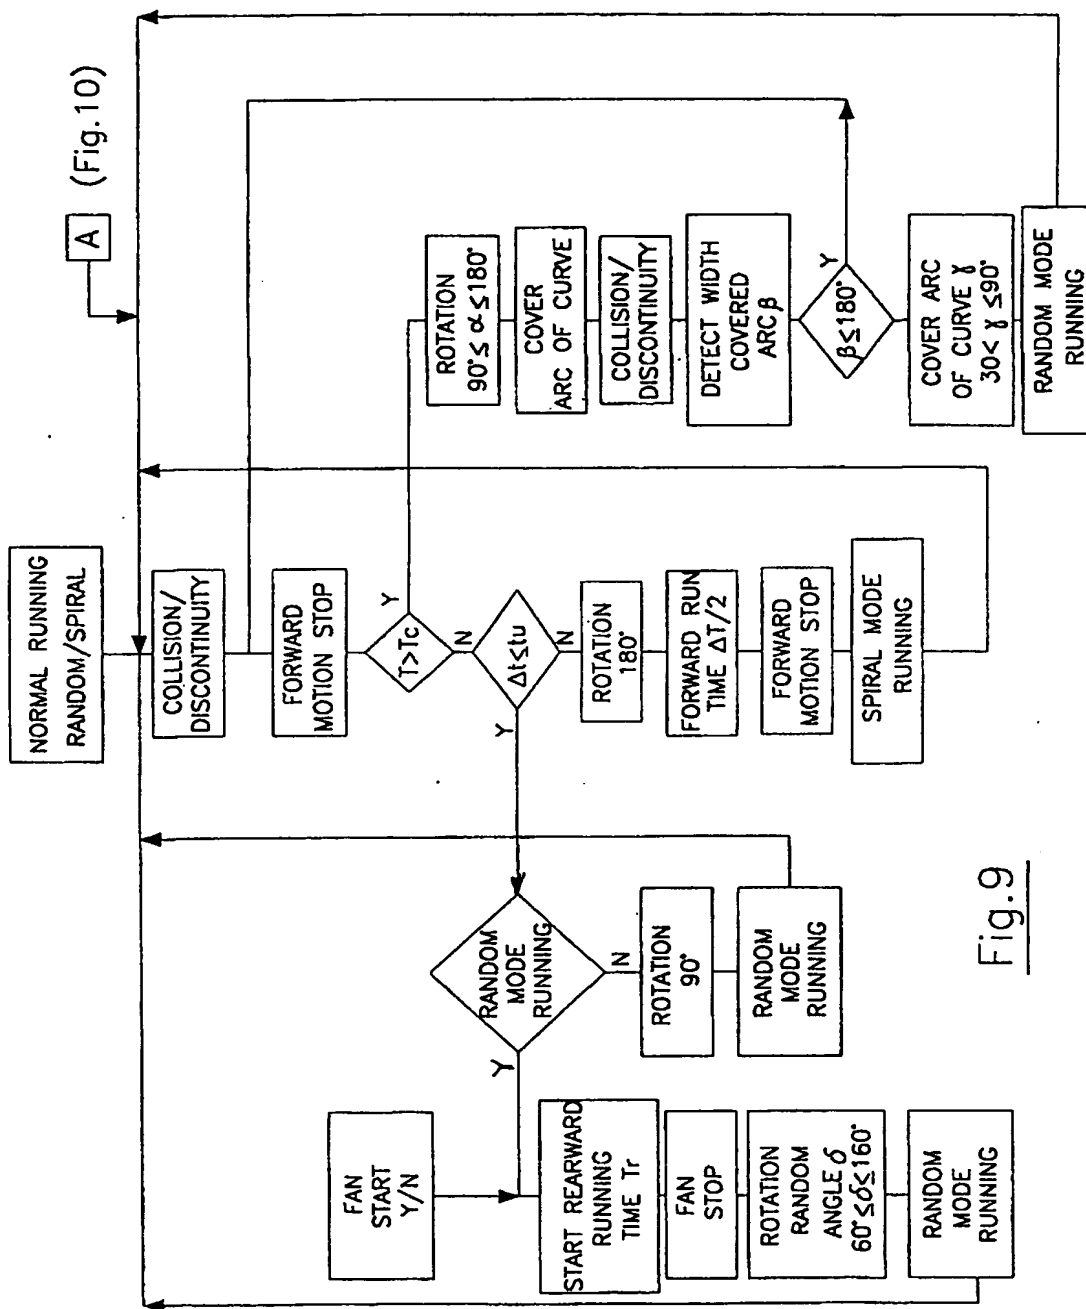 NORMAL RUNNING
RANDOM/SPIRAL
A
(Fig.10)
COLLISION/
DISCONTINUITY
FORWARD
MOTION STOP
T>Tc
Y
N
Δt≤tu
Y
N
ROTATION
180°
FORWARD RUN
TIME ΔT/2
FORWARD
MOTION STOP
SPIRAL MODE
RUNNING
ROTATION
90°≤ α ≤180°
COVER
ARC OF CURVE
COLLISION/
DISCONTINUITY
DETECT WIDTH
COVERED
ARC β
β≤180°
Y
COVER ARC
OF CURVE γ
30< γ ≤90°
RANDOM MODE
RUNNING
RANDOM
MODE
RUNNING
Y
N
ROTATION
90°
RANDOM
MODE
RUNNING
FAN
START
Y/N
START REARWARD
RUNNING
TIME Tr
FAN
STOP
ROTATION
RANDOM
ANGLE δ
60°≤δ≤160°
RANDOM
MODE
RUNNING
Fig.9